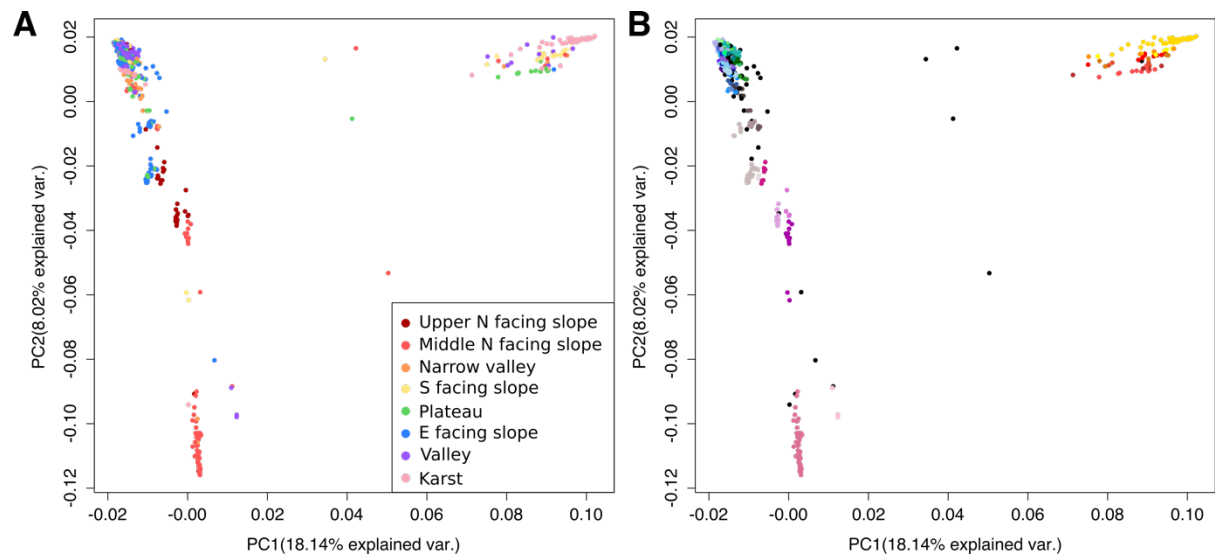 A
B
PC2(8.02% explained var.)
0.02
0.00
-0.02
-0.04
-0.06
-0.08
-0.10
-0.12
-0.02
-0.00
0.02
0.04
0.06
0.08
0.10
PC1(18.14% explained var.)
Upper N facing slope
Middle N facing slope
Narrow valley
S facing slope
Plateau
E facing slope
Valley
Karst
PC2(8.02% explained var.)
0.02
0.00
-0.02
-0.04
-0.06
-0.08
-0.10
-0.12
-0.02
-0.00
0.02
0.04
0.06
0.08
0.10
PC1(18.14% explained var.)